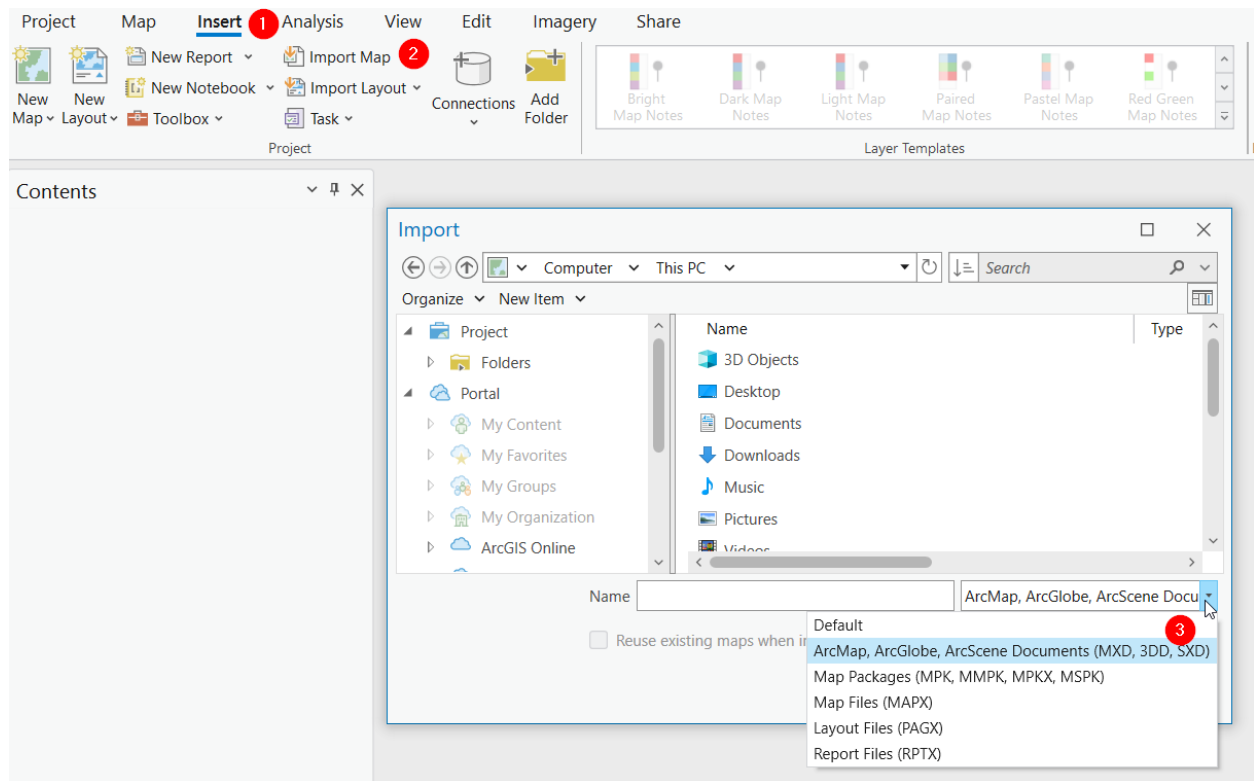 Project Map Insert 1 Analysis View Edit Imagery Share
New Report Import Map 2
New Notebook Import Layout
Toolbox Task
New Map
New Layout
Connections
Add Folder
Bright Map Notes
Dark Map Notes
Light Map Notes
Paired Map Notes
Pastel Map Notes
Red Green Map Notes
Project Layer Templates
Contents
Import
Computer This PC Search
Organize New Item
Project
Folders
Portal
My Content
My Favorites
My Groups
My Organization
ArcGIS Online
Name Type
3D Objects
Desktop
Documents
Downloads
Music
Pictures
Videos
Name ArcMap, ArcGlobe, ArcScene Docu
Reuse existing maps when
Default
3
ArcMap, ArcGlobe, ArcScene Documents (MXD, 3DD, SXD)
Map Packages (MPK, MMPK, MPKX, MSPK)
Map Files (MAPX)
Layout Files (PAGX)
Report Files (RPTX)